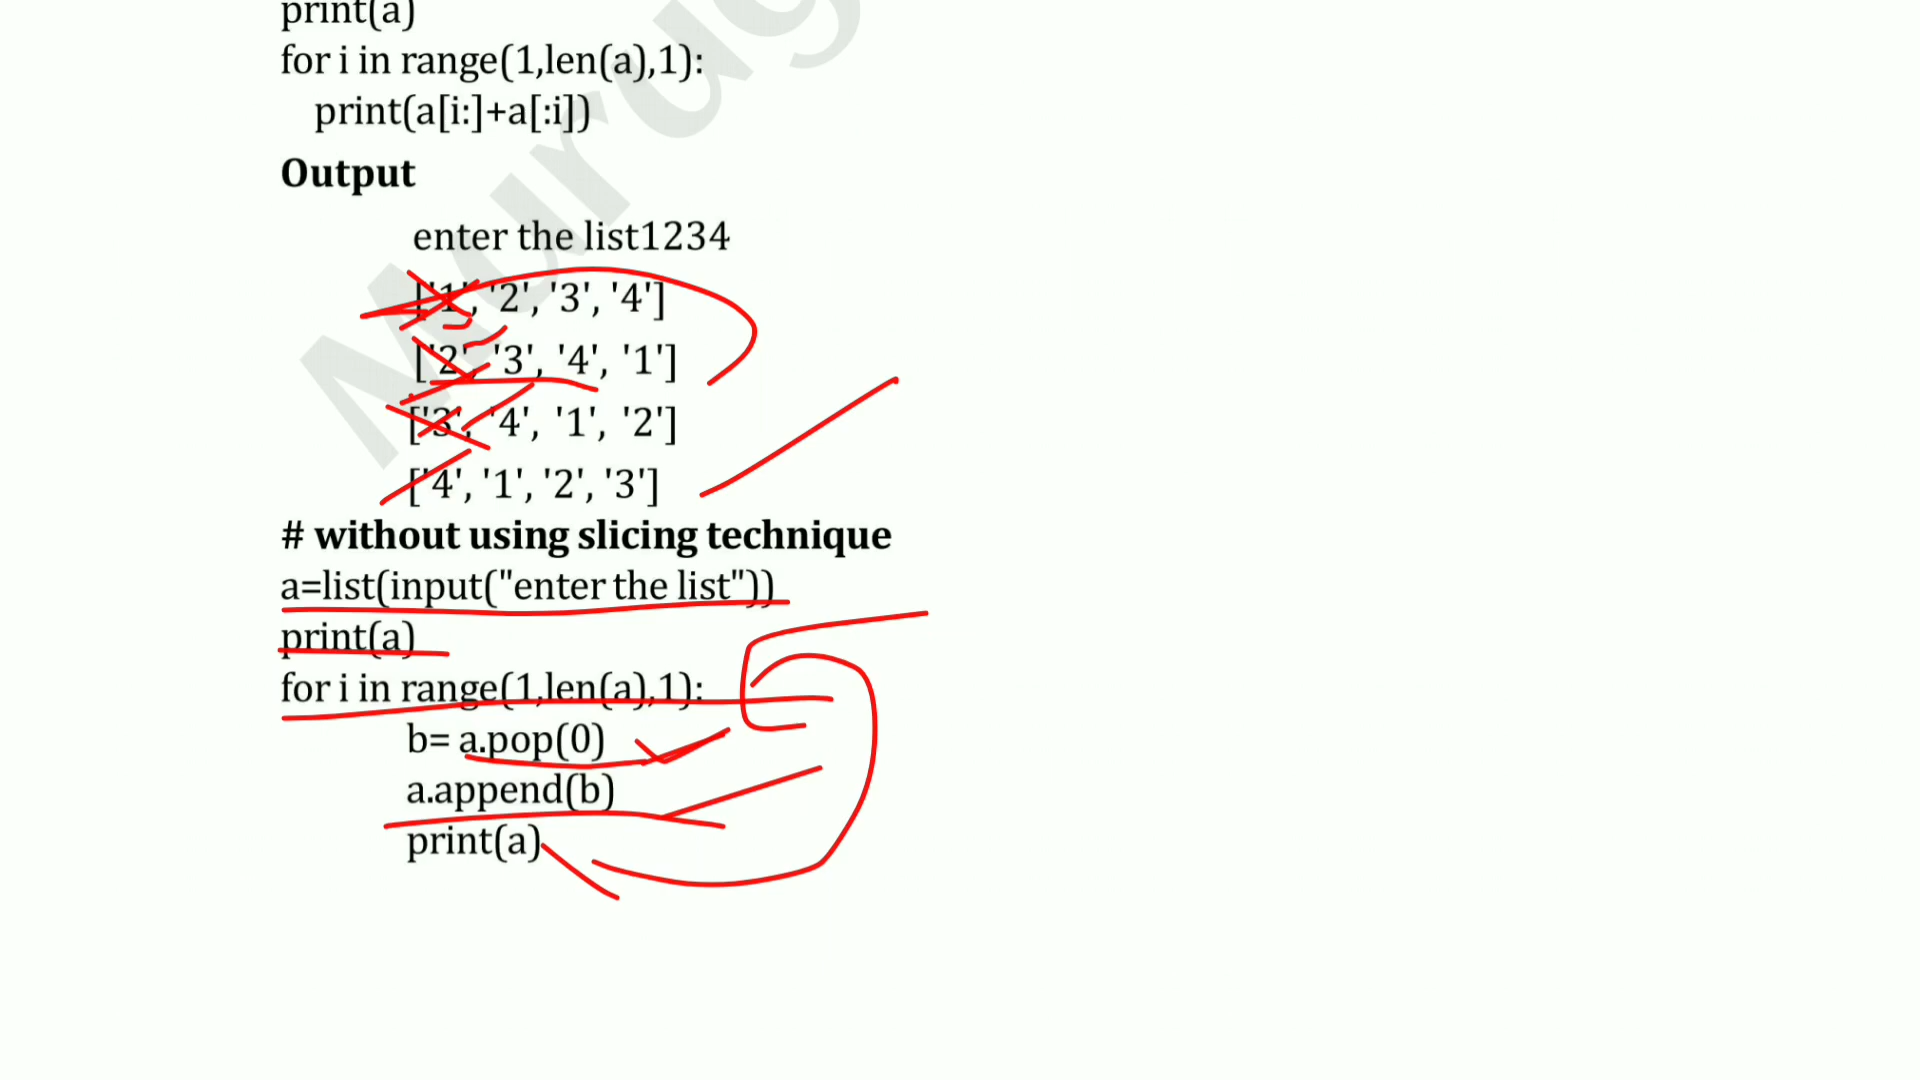 print(a)
for i in range(1,len(a),1):
print(a[i:]+a[:i])
Output
enter the list1234
['1', '2', '3', '4']
['2', '3', '4', '1']
['3', '4', '1', '2']
['4', '1', '2', '3']
# without using slicing technique
a=list(input("enter the list"))
print(a)
for i in range(1,len(a),1):
b= a.pop(0)
a.append(b)
print(a)
Murug